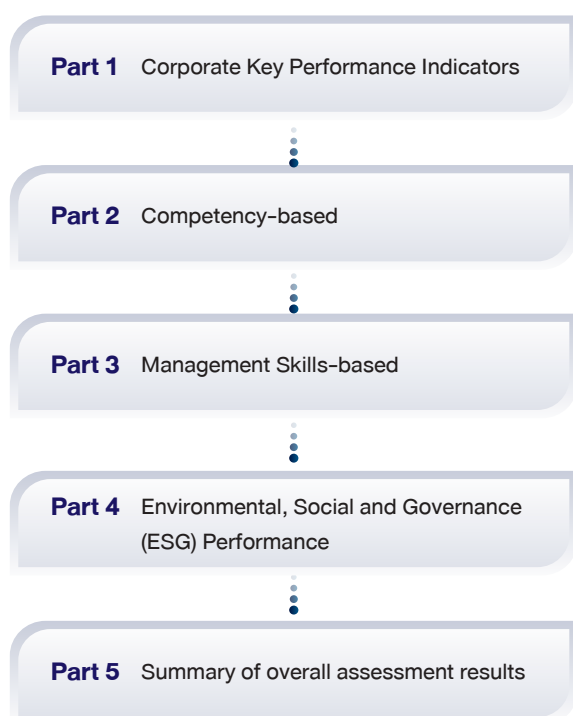 Part 1 Corporate Key Performance Indicators
Part 2 Competency-based
Part 3 Management Skills-based
Part 4 Environmental, Social and Governance
(ESG) Performance
Part 5 Summary of overall assessment results